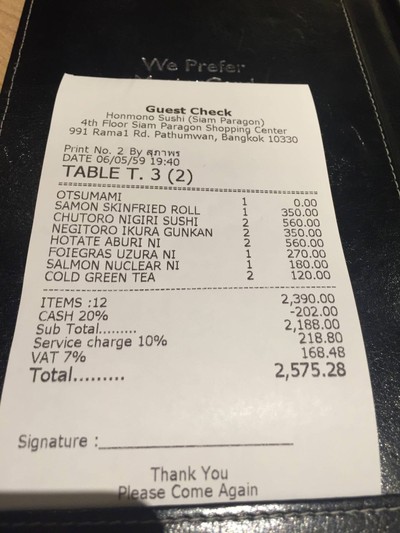 We Prefer
Guest Check
Honmono Sushi (Siam Paragon)
4th Floor Siam Paragon Shopping Center
991 Rama1 Rd. Pathumwan, Bangkok 10330
Print No. 2 By สุภาพร
DATE 06/05/59 19:40
TABLE T. 3 (2)
OTSUMAMI 1 0.00
SAMON SKINFRIED ROLL 1 350.00
CHUTORO NIGIRI SUSHI 2 560.00
NEGITORO IKURA GUNKAN 2 350.00
HOTATE ABURI NI 2 560.00
FOIEGRAS UZURA NI 1 270.00
SALMON NUCLEAR NI 1 180.00
COLD GREEN TEA 2 120.00
ITEMS :12 2,390.00
CASH 20% -202.00
Sub Total......... 2,188.00
Service charge 10% 218.80
VAT 7% 168.48
Total......... 2,575.28
Signature :
Thank You
Please Come Again